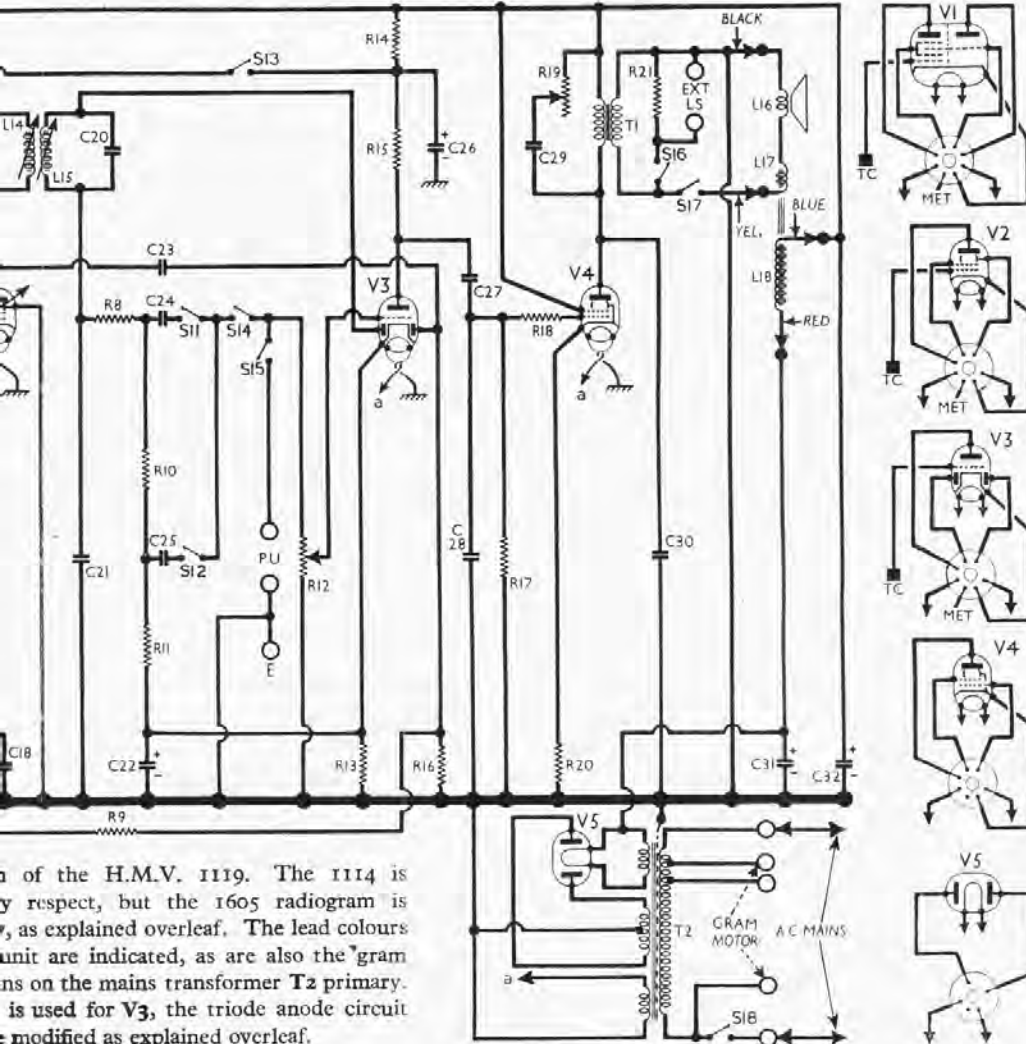 R14
S13
BLACK
V1
L14
C20
L15
R15
C26
R19
R21
EXT
LS
L16
T1
C29
S16
S17
L17
YEL.
BLUE
TC
MET
V2
C23
V3
C27
V4
L18
R8
C24
S11
S14
R18
RED
S15
a
a
TC
MET
R10
V3
C25
S12
PU
R12
C
28
R17
C30
C21
TC
MET
R11
E
V4
C18
C22
R13
R16
R20
C31
C32
R9
V5
V5
T2
GRAM
MOTOR
A C MAINS
a
S18
n of the H.M.V. 1119. The 1114 is
y respect, but the 1605 radiogram is
, as explained overleaf. The lead colours
unit are indicated, as are also the gram
ns on the mains transformer T2 primary.
is used for V3, the triode anode circuit
e modified as explained overleaf.